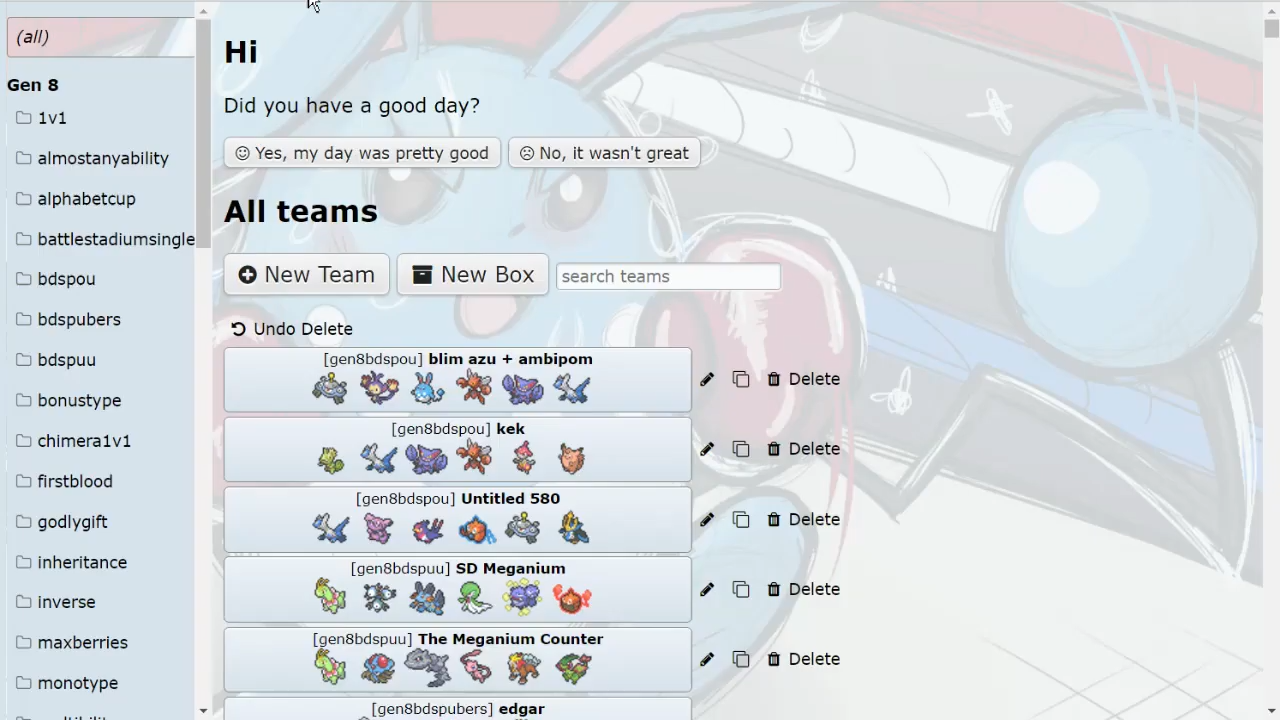 (all)
Gen 8
1v1
almostanyability
alphabetcup
battlestadiumsingle
bdspou
bdspubers
bdspuu
bonustype
chimera1v1
firstblood
godlygift
inheritance
inverse
maxberries
monotype
Hi
Did you have a good day?
Yes, my day was pretty good No, it wasn't great
All teams
New Team New Box search teams
Undo Delete
[gen8bdspou] blim azu + ambipom
Delete
[gen8bdspou] kek
Delete
[gen8bdspou] Untitled 580
Delete
[gen8bdspuu] SD Meganium
Delete
[gen8bdspuu] The Meganium Counter
Delete
[gen8bdspubers] edgar